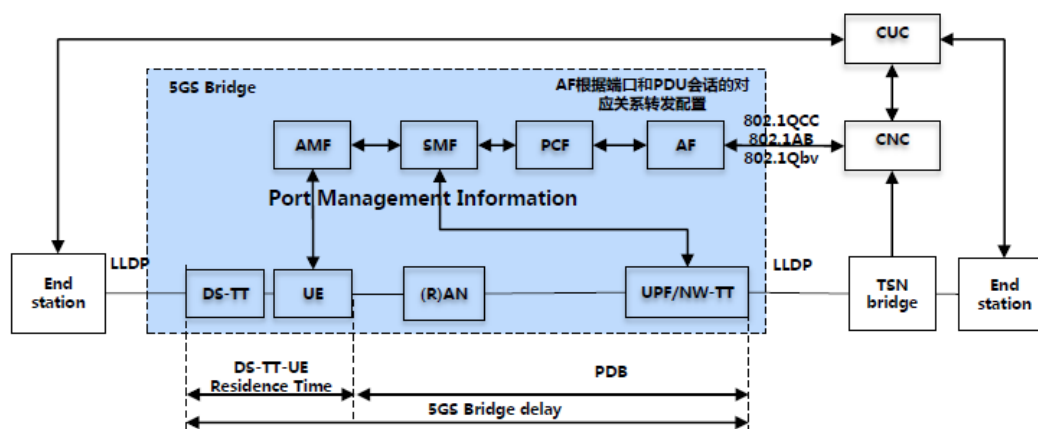 CUC
5GS Bridge
AF根据端口和PDU会话的对
应关系转发配置
802.1QCC
802.1AB
802.1Qbv
AMF
SMF
PCF
AF
CNC
Port Management Information
LLDP
LLDP
End
station
DS-TT
UE
(R)AN
UPF/NW-TT
TSN
bridge
End
station
DS-TT-UE
Residence Time
PDB
5GS Bridge delay